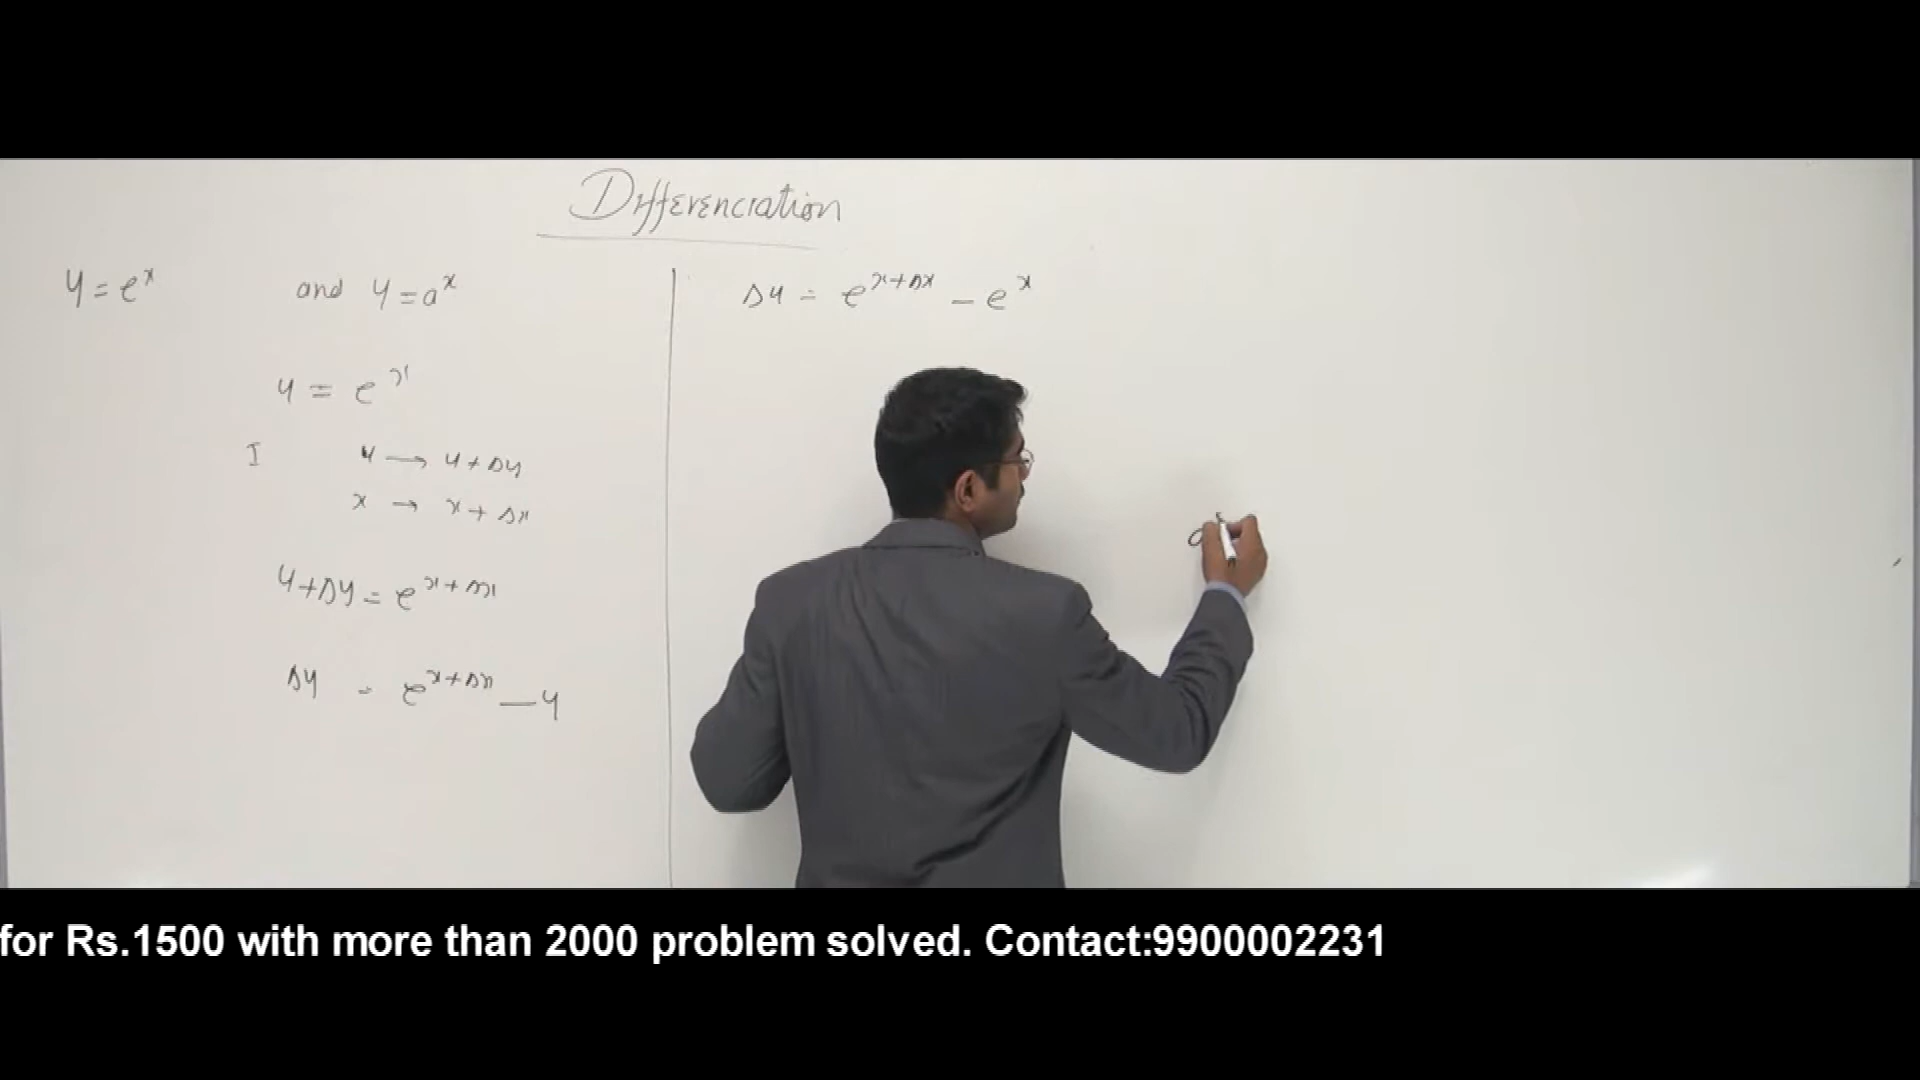 Differenciation
y = e^x and y = a^x
y = e^x
I y → y + Δy
x → x + Δx
y + Δy = e^{x + Δx}
Δy = e^{x + Δx} - y
Δy = e^{x + Δx} - e^x
a
for Rs.1500 with more than 2000 problem solved. Contact:9900002231